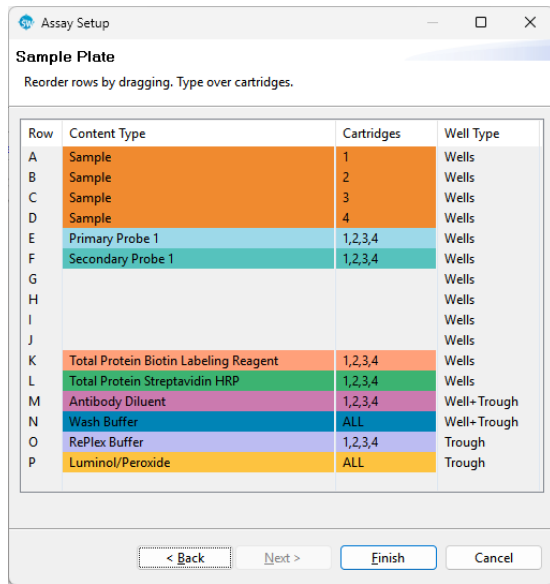 SW Assay Setup
Sample Plate
Reorder rows by dragging. Type over cartridges.
Row Content Type Cartridges Well Type
A Sample 1 Wells
B Sample 2 Wells
C Sample 3 Wells
D Sample 4 Wells
E Primary Probe 1 1,2,3,4 Wells
F Secondary Probe 1 1,2,3,4 Wells
G Wells
H Wells
I Wells
J Wells
K Total Protein Biotin Labeling Reagent 1,2,3,4 Wells
L Total Protein Streptavidin HRP 1,2,3,4 Wells
M Antibody Diluent 1,2,3,4 Well+Trough
N Wash Buffer ALL Well+Trough
O RePlex Buffer 1,2,3,4 Trough
P Luminol/Peroxide ALL Trough
< Back Next > Finish Cancel